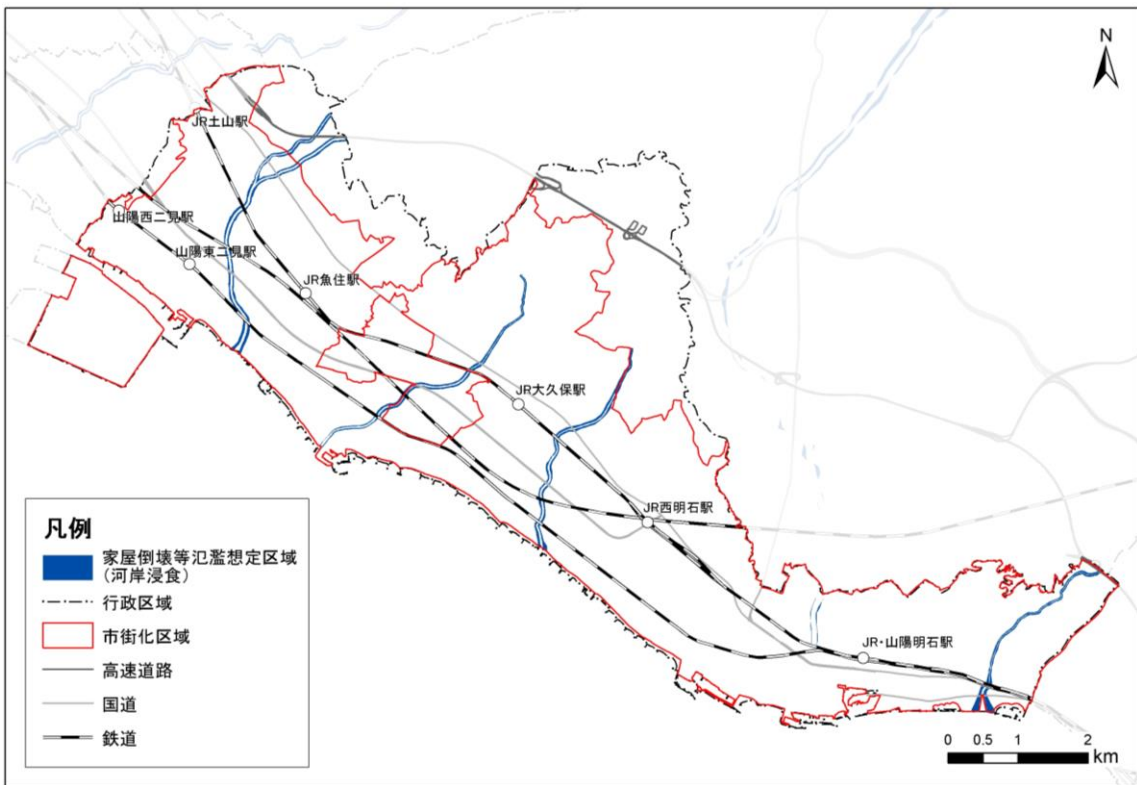 N
JR土山駅
山陽西二見駅
山陽東二見駅
JR魚住駅
JR大久保駅
JR西明石駅
JR・山陽明石駅
凡例
家屋倒壊等氾濫想定区域
(河岸浸食)
行政区域
市街化区域
高速道路
国道
鉄道
0 0.5 1 2
km